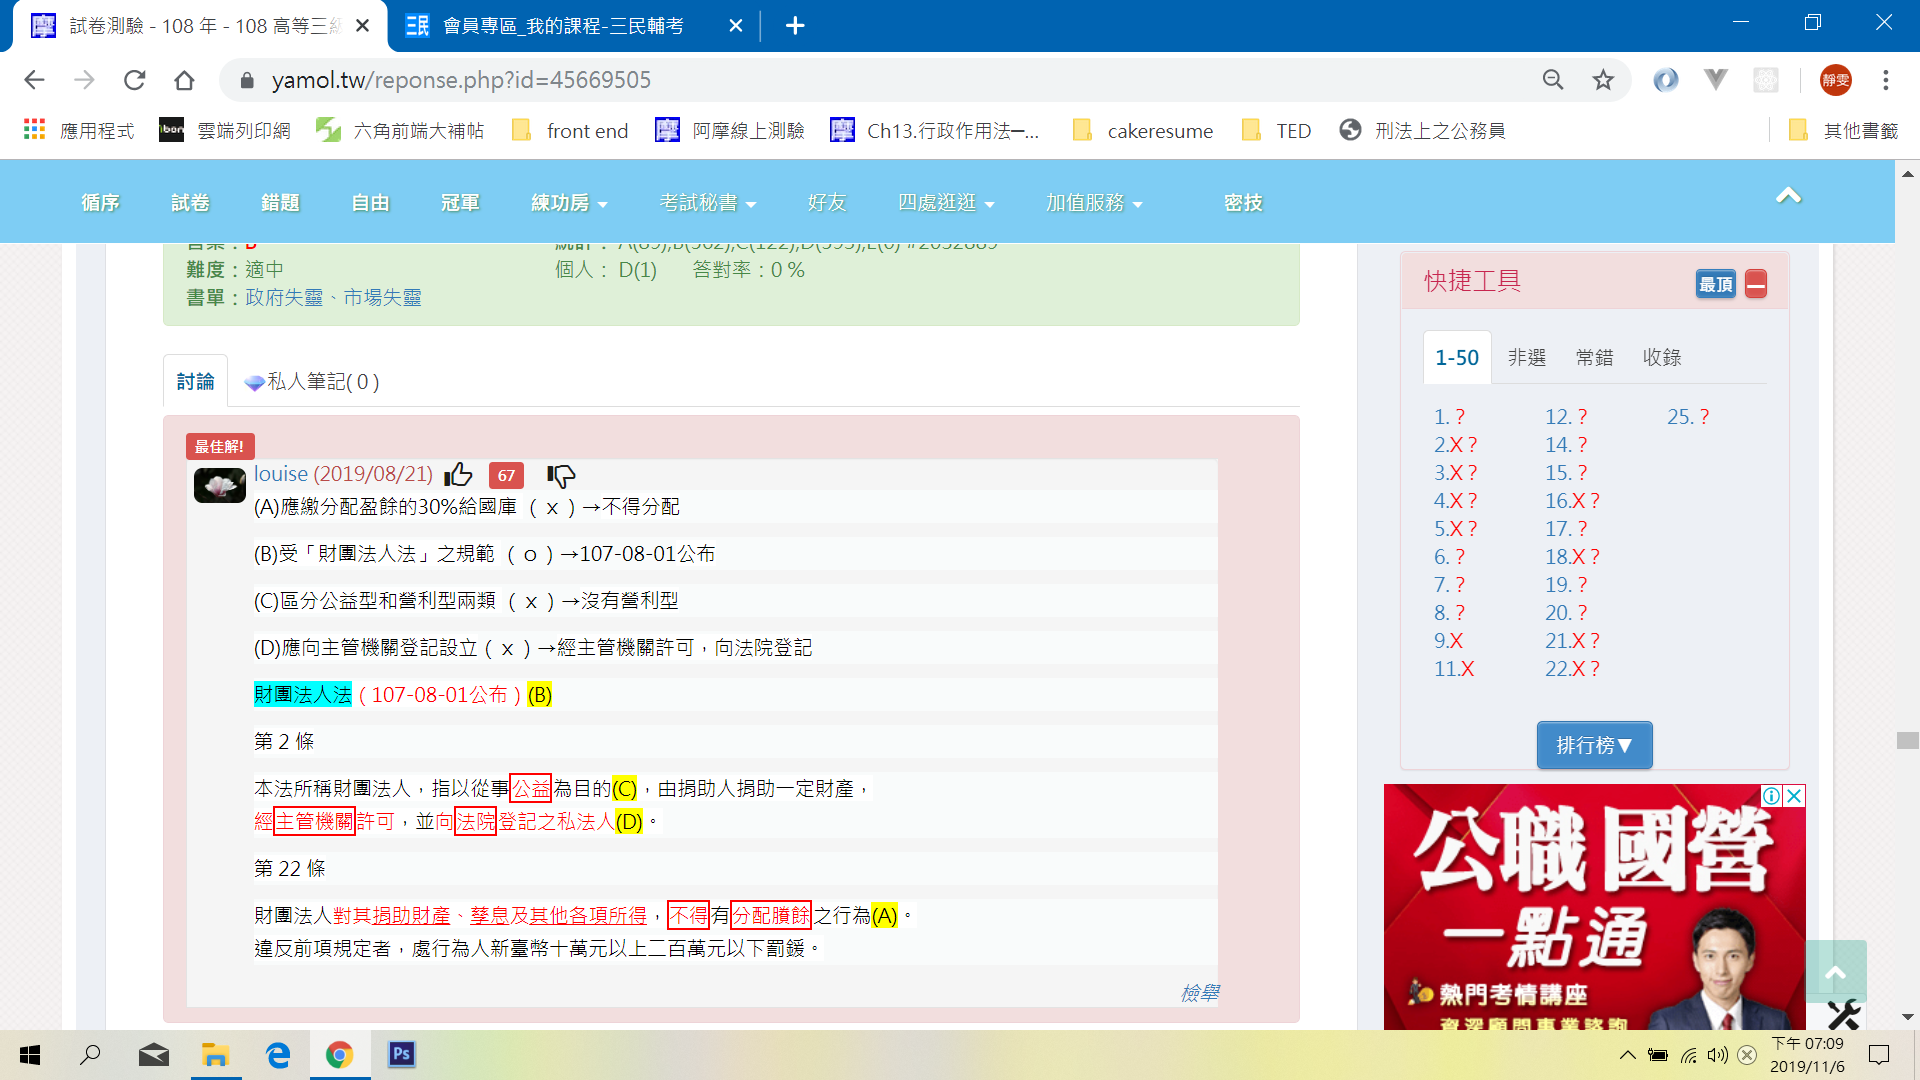 試卷測驗 - 108 年 - 108 高等三級
會員專區_我的課程-三民輔考
yamol.tw/reponse.php?id=45669505
靜雯
應用程式
ibon
雲端列印網
六角前端大補帖
front end
阿摩線上測驗
Ch13.行政作用法─...
cakeresume
TED
刑法上之公務員
其他書籤
循序
試卷
錯題
自由
冠軍
練功房
考試秘書
好友
四處逛逛
加值服務
密技
難度：適中
個人： D(1)
答對率：0 %
書單：政府失靈、市場失靈
討論
私人筆記( 0 )
最佳解!
louise (2019/08/21)
67
(A)應繳分配盈餘的30%給國庫 （ｘ）→不得分配
(B)受「財團法人法」之規範 （ｏ）→107-08-01公布
(C)區分公益型和營利型兩類 （ｘ）→沒有營利型
(D)應向主管機關登記設立（ｘ）→經主管機關許可，向法院登記
財團法人法（107-08-01公布）(B)
第 2 條
本法所稱財團法人，指以從事公益為目的(C)，由捐助人捐助一定財產，
經主管機關許可，並向法院登記之私法人(D)。
第 22 條
財團法人對其捐助財產、孳息及其他各項所得，不得有分配賸餘之行為(A)。
違反前項規定者，處行為人新臺幣十萬元以上二百萬元以下罰鍰。
檢舉
快捷工具
最頂
1-50
非選
常錯
收錄
1. ?
12. ?
25. ?
2.X ?
14. ?
3.X ?
15. ?
4.X ?
16.X ?
5.X ?
17. ?
6. ?
18.X ?
7. ?
19. ?
8. ?
20. ?
9.X
21.X ?
11.X
22.X ?
排行榜▼
公職 國營
一點通
熱門考情講座
資深顧問專業諮詢
Ps
下午 07:09
2019/11/6